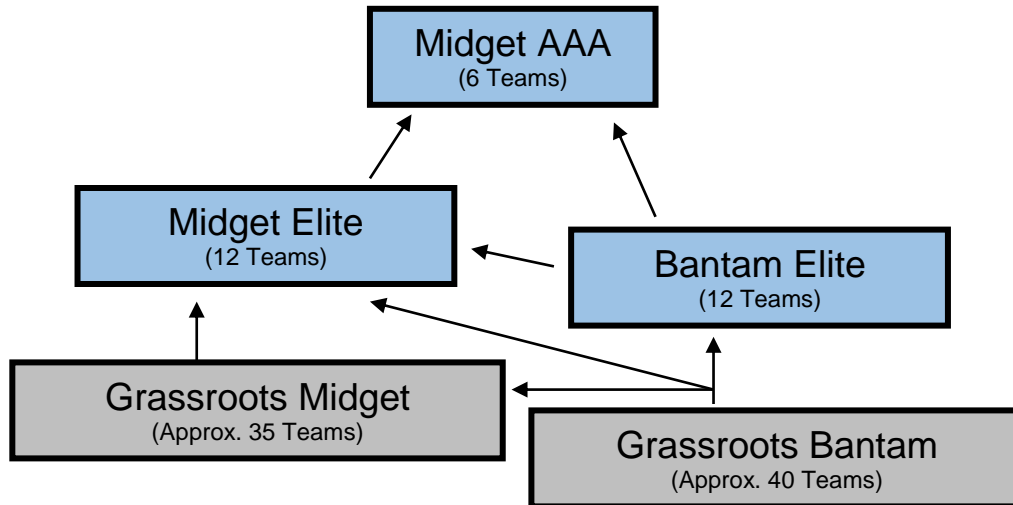 Midget AAA
(6 Teams)
Midget Elite
(12 Teams)
Bantam Elite
(12 Teams)
Grassroots Midget
(Approx. 35 Teams)
Grassroots Bantam
(Approx. 40 Teams)